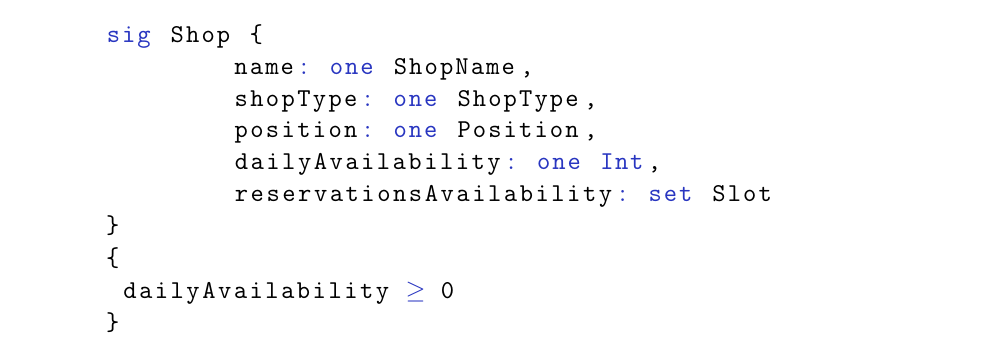 sig Shop {
name: one ShopName,
shopType: one ShopType,
position: one Position,
dailyAvailability: one Int,
reservationsAvailability: set Slot
}
{
dailyAvailability ≥ 0
}